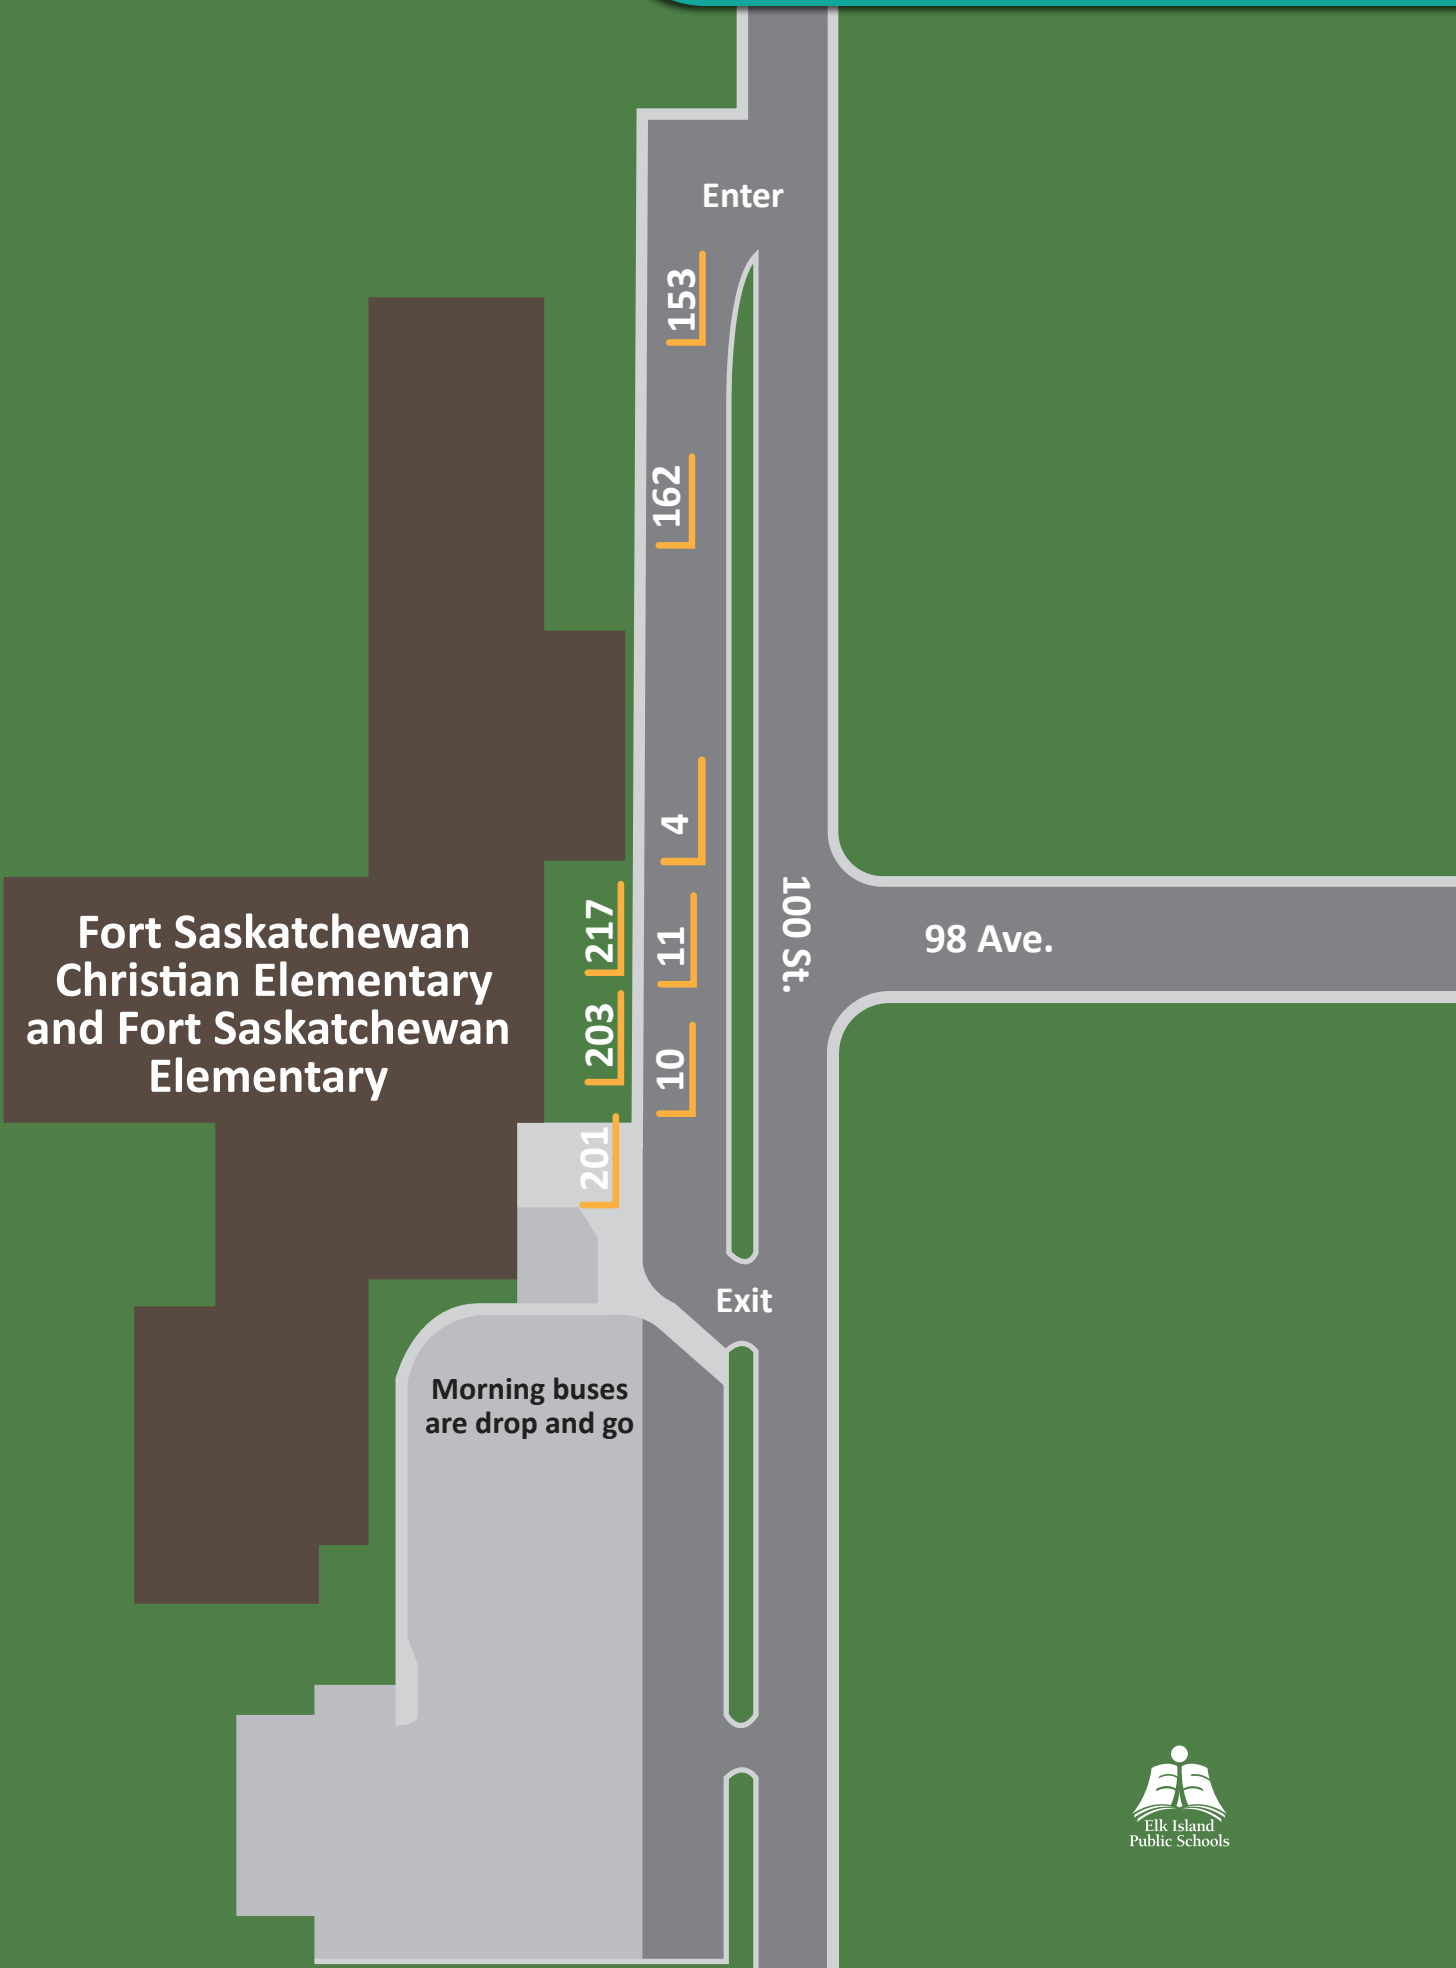 Enter
153
162
4
217
11
100 St.
98 Ave.
Fort Saskatchewan
Christian Elementary
and Fort Saskatchewan
Elementary
203
10
201
Exit
Morning buses
are drop and go
Elk Island
Public Schools